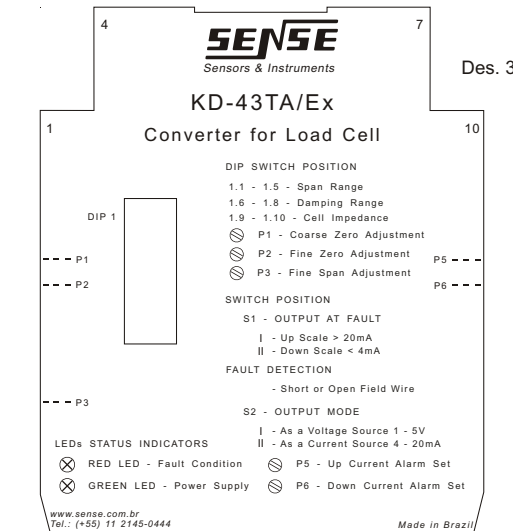 4
7
SENSE
Sensors & Instruments
Des. 3
KD-43TA/Ex
1
10
Converter for Load Cell
DIP SWITCH POSITION
1.1 - 1.5 - Span Range
1.6 - 1.8 - Damping Range
DIP 1
1.9 - 1.10 - Cell Impedance
P1 - Coarse Zero Adjustment
P2 - Fine Zero Adjustment
P1
P5
P3 - Fine Span Adjustment
P2
P6
SWITCH POSITION
S1 - OUTPUT AT FAULT
I - Up Scale > 20mA
II - Down Scale < 4mA
FAULT DETECTION
- Short or Open Field Wire
P3
S2 - OUTPUT MODE
I - As a Voltage Source 1 - 5V
LEDs STATUS INDICATORS
II - As a Current Source 4 - 20mA
RED LED - Fault Condition
P5 - Up Current Alarm Set
GREEN LED - Power Supply
P6 - Down Current Alarm Set
www.sense.com.br
Tel.: (+55) 11 2145-0444
Made in Brazil